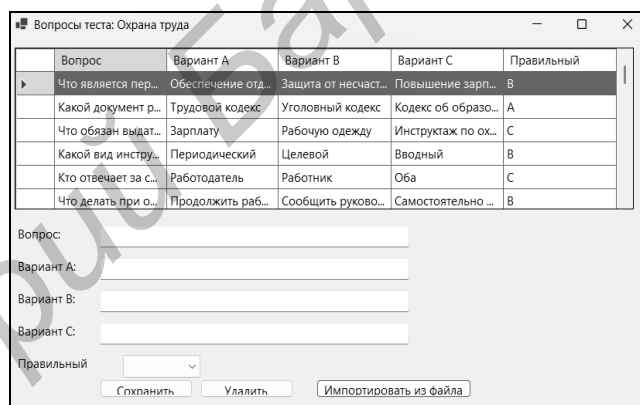 Вопросы теста: Охрана труда
Вопрос Вариант A Вариант B Вариант C Правильный
Что является пер... Обеспечение отд... Защита от несчаст... Повышение зарп... B
Какой документ р... Трудовой кодекс Уголовный кодекс Кодекс об образо... A
Что обязан выдат... Зарплату Рабочую одежду Инструктаж по ох... C
Какой вид инстру... Периодический Целевой Вводный B
Кто отвечает за с... Работодатель Работник Оба C
Что делать при о... Продолжить раб... Сообщить руково... Самостоятельно ... B
Вопрос:
Вариант A:
Вариант B:
Вариант C:
Правильный
Сохранить Удалить Импортировать из файла